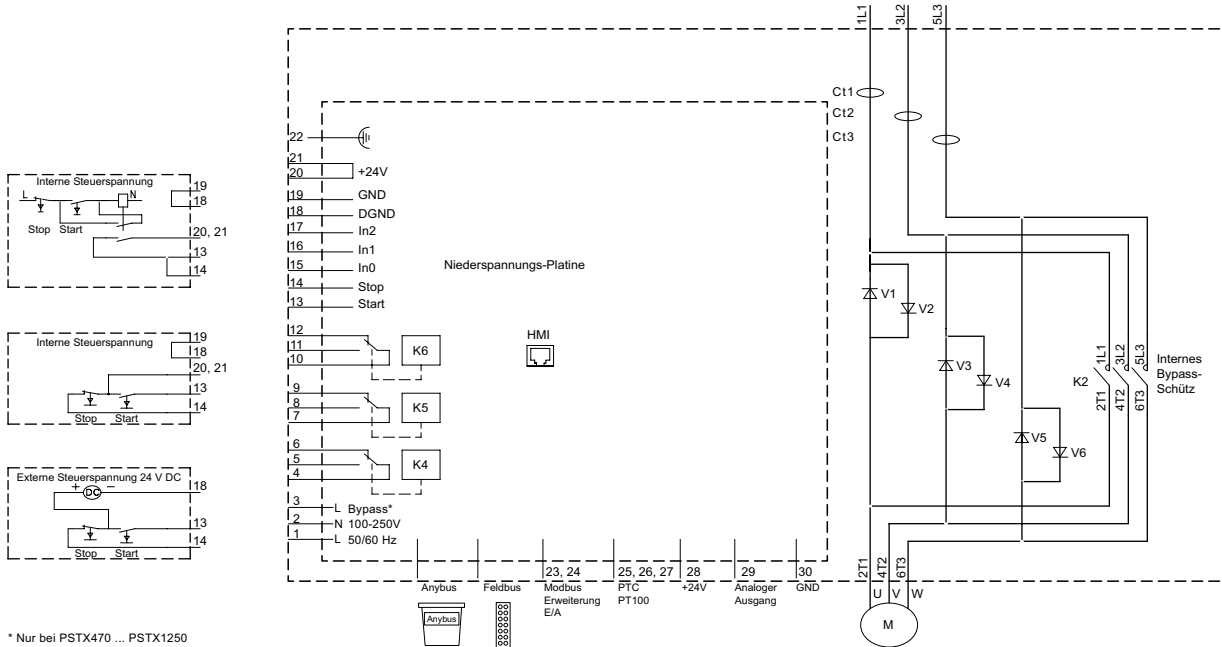 1L1
3L2
5L3
Ct1
Ct2
Ct3
22
21
20
+24V
19
GND
18
DGND
17
In2
16
In1
15
In0
14
Stop
13
Start
Niederspannungs-Platine
HMI
12
11
10
K6
9
8
7
K5
6
5
4
K4
3
L Bypass*
2
N 100-250V
1
L 50/60 Hz
Interne Steuerspannung
L
N
Stop
Start
19
18
20, 21
13
14
Interne Steuerspannung
Stop
Start
19
18
20, 21
13
14
Externe Steuerspannung 24 V DC
+
DC
−
Stop
Start
18
13
14
V1
V2
V3
V4
V5
V6
K2
1L1
3L2
5L3
2T1
4T2
6T3
Internes
Bypass-
Schütz
23, 24
25, 26, 27
28
29
30
Anybus
Feldbus
Modbus
Erweiterung
E/A
PTC
PT100
+24V
Analoger
Ausgang
GND
Anybus
2T1
4T2
6T3
U
V
W
M
* Nur bei PSTX470 ... PSTX1250